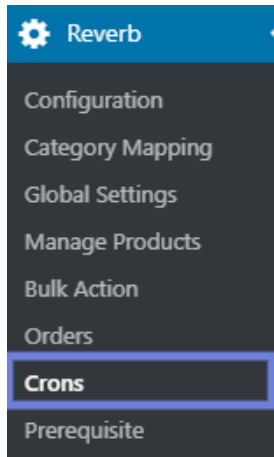 Reverb
Configuration
Category Mapping
Global Settings
Manage Products
Bulk Action
Orders
Crons
Prerequisite